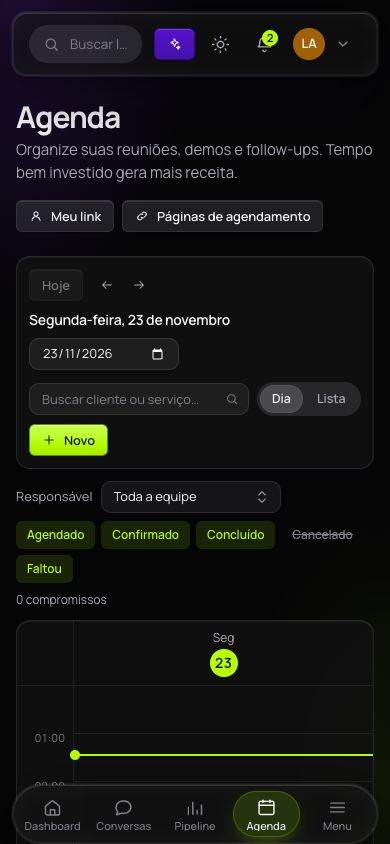 Buscar l...
2
LA
Agenda
Organize suas reuniões, demos e follow-ups. Tempo
bem investido gera mais receita.
Meu link
Páginas de agendamento
Hoje
Segunda-feira, 23 de novembro
23/11/2026
Buscar cliente ou serviço...
Dia
Lista
Novo
Responsável
Toda a equipe
Agendado
Confirmado
Concluído
Cancelado
Faltou
0 compromissos
Seg
23
01:00
Dashboard
Conversas
Pipeline
Agenda
Menu